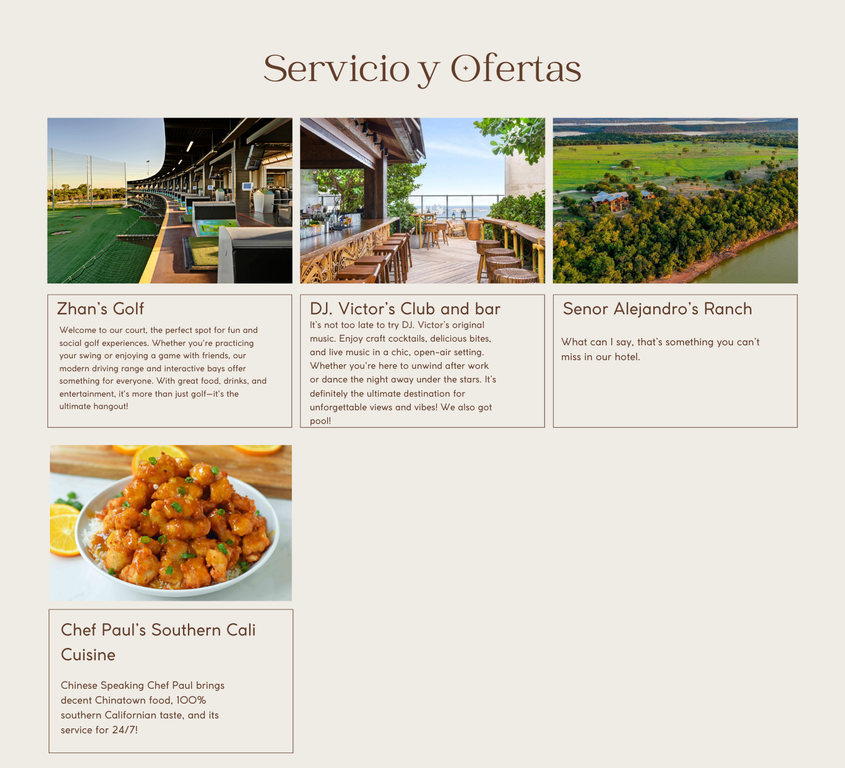 Servicio y Ofertas
Zhan's Golf
Welcome to our court, the perfect spot for fun and
social golf experiences. Whether you're practicing
your swing or enjoying a game with friends, our
modern driving range and interactive bays offer
something for everyone. With great food, drinks, and
entertainment, it's more than just golf—it's the
ultimate hangout!
DJ. Victor's Club and bar
It's not too late to try DJ. Victor's original
music. Enjoy craft cocktails, delicious bites,
and live music in a chic, open-air setting.
Whether you're here to unwind after work
or dance the night away under the stars. It's
definitely the ultimate destination for
unforgettable views and vibes! We also got
pool!
Senor Alejandro's Ranch
What can I say, that's something you can't
miss in our hotel.
Chef Paul's Southern Cali
Cuisine
Chinese Speaking Chef Paul brings
decent Chinatown food, 100%
southern Californian taste, and its
service for 24/7!